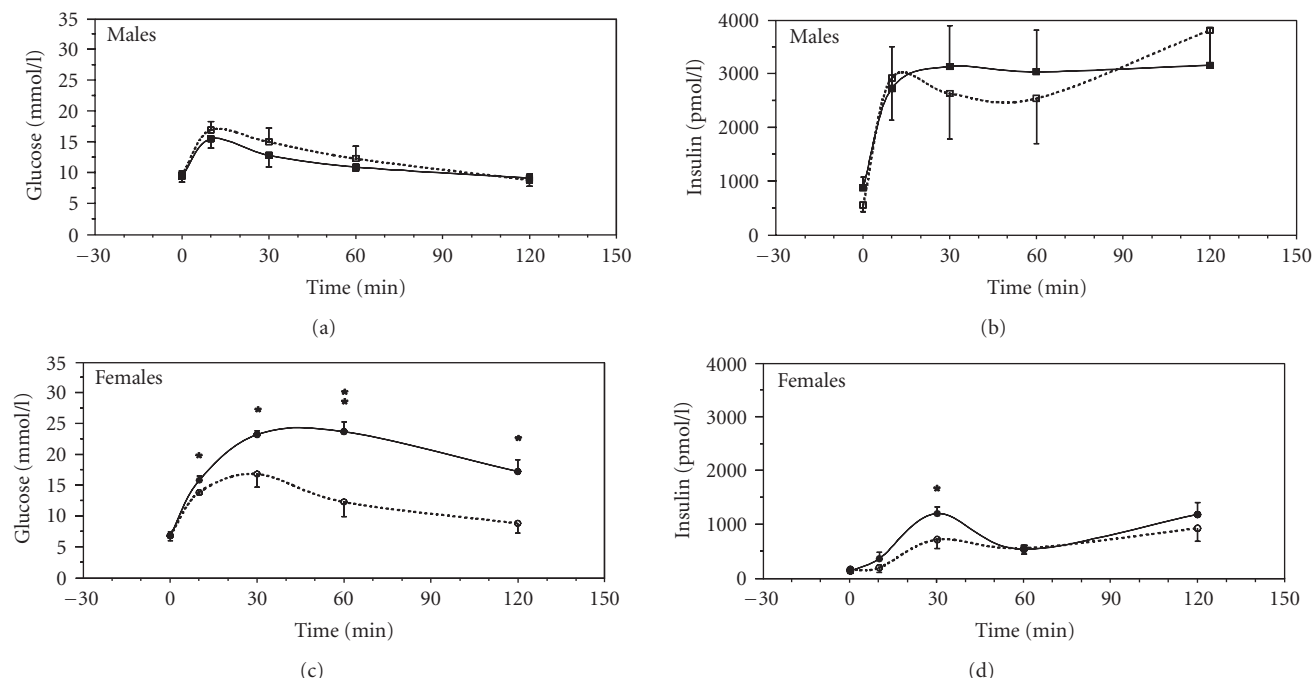 35
30
25
20
15
10
5
0
Glucose (mmol/l)
Males
−30 0 30 60 90 120 150
Time (min)
(a)
4000
3000
2000
1000
0
Insulin (pmol/l)
Males
−30 0 30 60 90 120 150
Time (min)
(b)
35
30
25
20
15
10
5
0
Glucose (mmol/l)
Females
*
*
*
*
*
−30 0 30 60 90 120 150
Time (min)
(c)
4000
3000
2000
1000
0
Insulin (pmol/l)
Females
*
−30 0 30 60 90 120 150
Time (min)
(d)